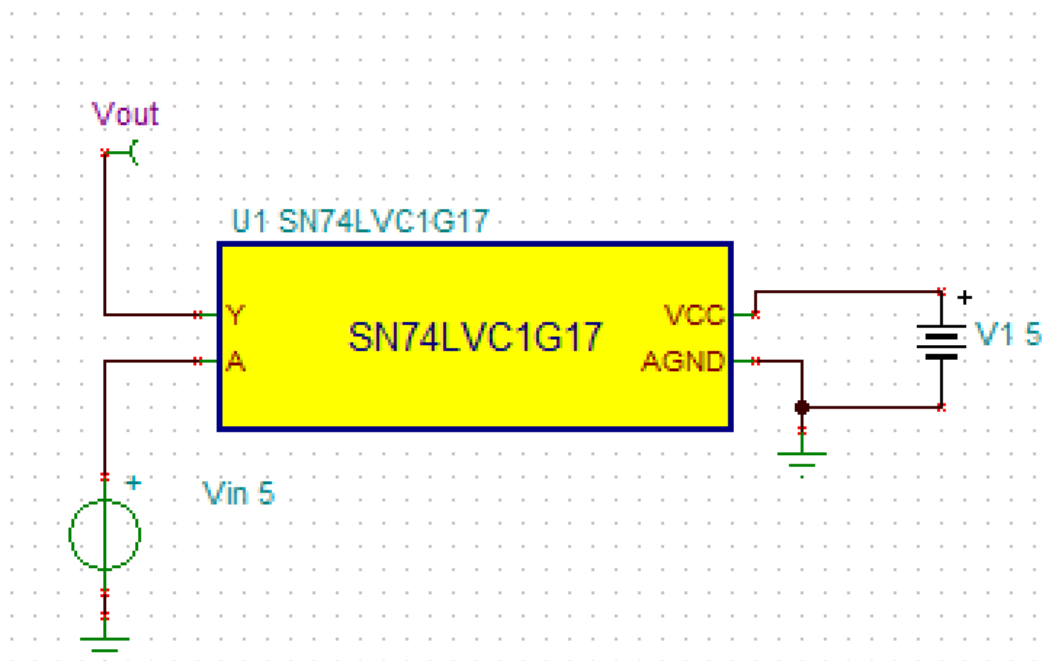 Vout
U1 SN74LVC1G17
Y
SN74LVC1G17
VCC
A
AGND
+
V1 5
+
Vin 5